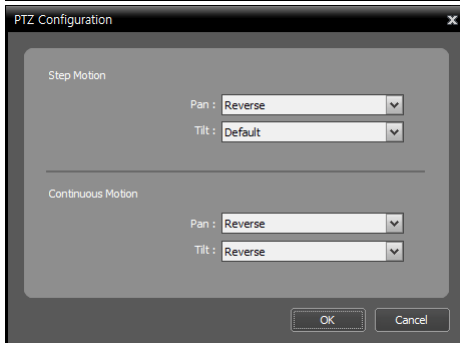 PTZ Configuration
Step Motion
Pan : Reverse
Tilt : Default
Continuous Motion
Pan : Reverse
Tilt : Reverse
OK Cancel